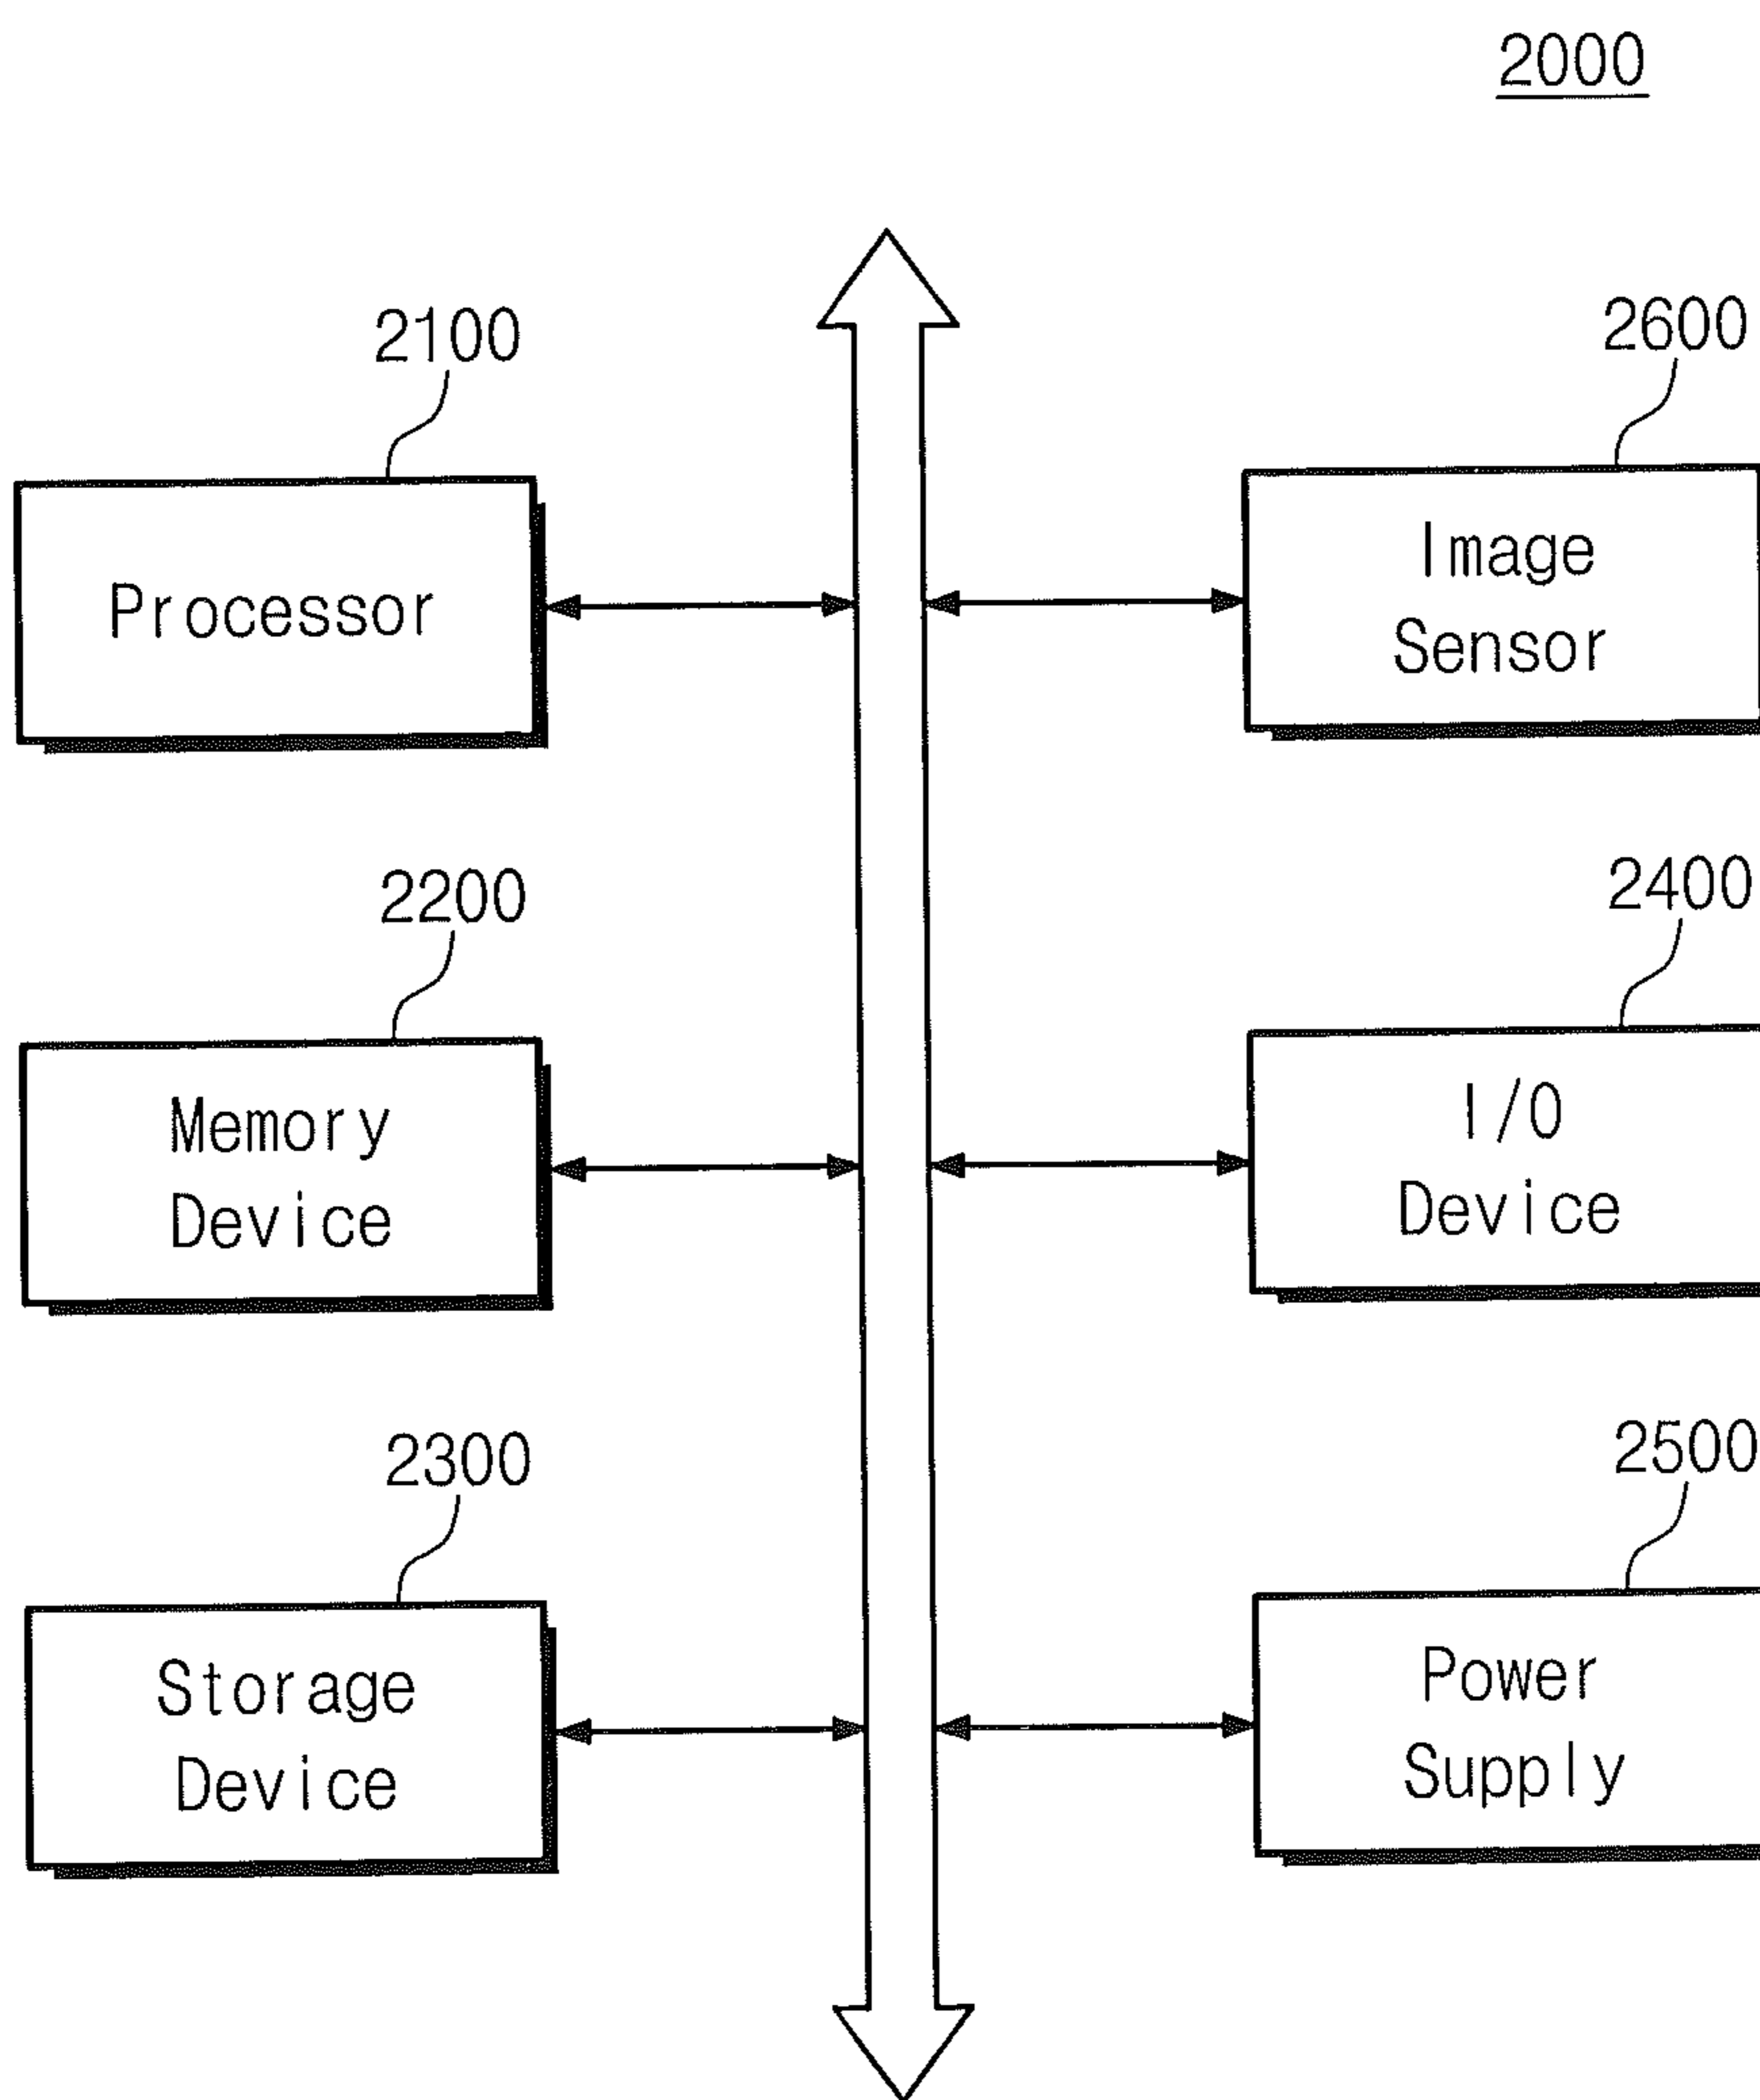 2000
2100
Processor
2600
Image
Sensor
2200
Memory
Device
2400
I/O
Device
2300
Storage
Device
2500
Power
Supply